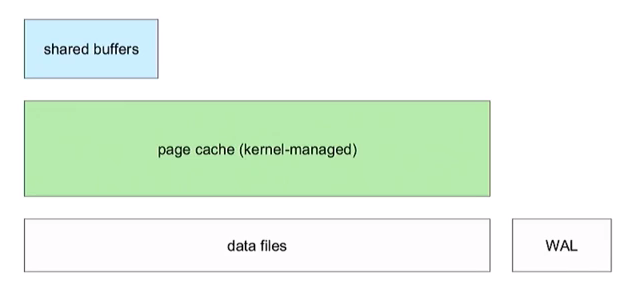 shared buffers
page cache (kernel-managed)
data files
WAL